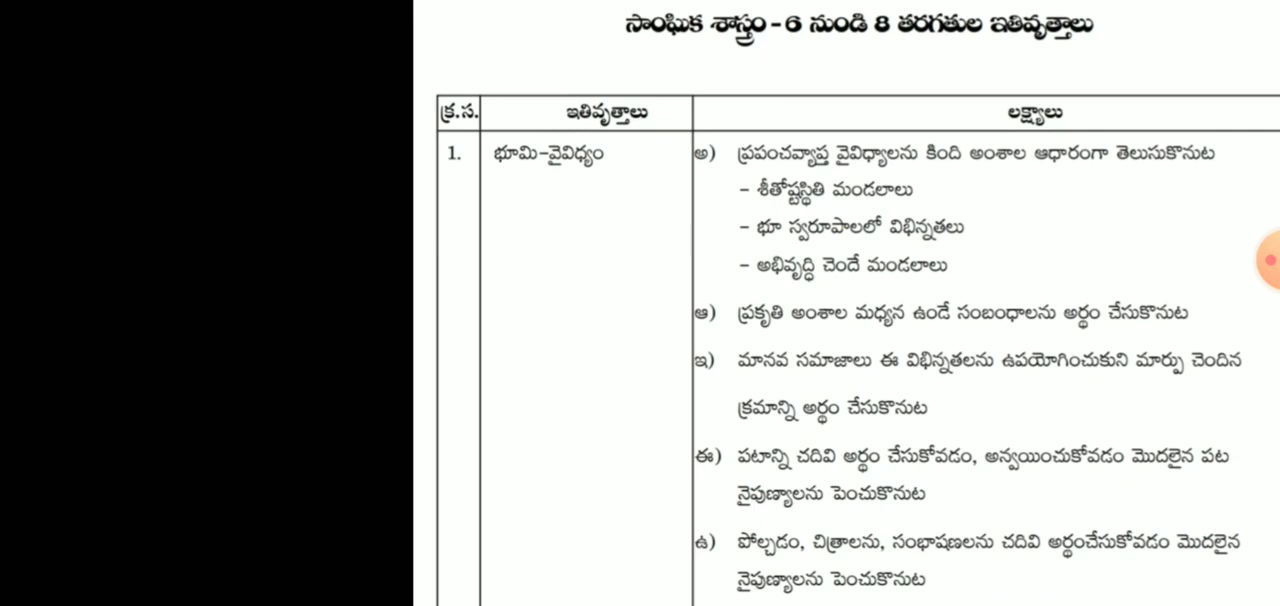 సాంఘిక శాస్త్రం - 6 నుండి 8 తరగతుల ఇతివృత్తాలు
క్ర.స. ఇతివృత్తాలు లక్ష్యాలు
1. భూమి-వైవిధ్యం అ) ప్రపంచవ్యాప్త వైవిధ్యాలను కింది అంశాల ఆధారంగా తెలుసుకొనుట
- శీతోష్ణస్థితి మండలాలు
- భూ స్వరూపాలలో విభిన్నతలు
- అభివృద్ధి చెందే మండలాలు
ఆ) ప్రకృతి అంశాల మధ్యన ఉండే సంబంధాలను అర్థం చేసుకొనుట
ఇ) మానవ సమాజాలు ఈ విభిన్నతలను ఉపయోగించుకుని మార్పు చెందిన
క్రమాన్ని అర్థం చేసుకొనుట
ఈ) పటాన్ని చదివి అర్థం చేసుకోవడం, అన్వయించుకోవడం మొదలైన పట
నైపుణ్యాలను పెంచుకొనుట
ఉ) పోల్చడం, చిత్రాలను, సంభాషణలను చదివి అర్థంచేసుకోవడం మొదలైన
నైపుణ్యాలను పెంచుకొనుట